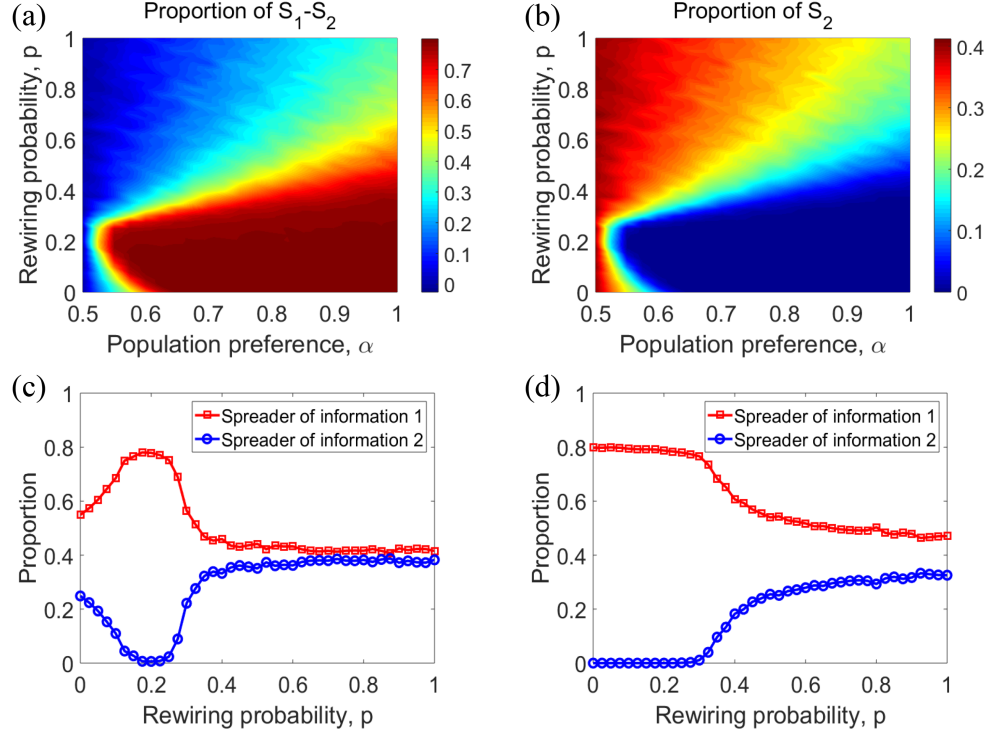 (a)
Proportion of S1-S2
Rewiring probability, p
1
0.8
0.6
0.4
0.2
0
0.5 0.6 0.7 0.8 0.9 1
Population preference, α
0.7
0.6
0.5
0.4
0.3
0.2
0.1
0
(b)
Proportion of S2
Rewiring probability, p
1
0.8
0.6
0.4
0.2
0
0.5 0.6 0.7 0.8 0.9 1
Population preference, α
0.4
0.3
0.2
0.1
0
(c)
Proportion
1
0.8
0.6
0.4
0.2
0
Spreader of information 1
Spreader of information 2
0 0.2 0.4 0.6 0.8 1
Rewiring probability, p
(d)
Proportion
1
0.8
0.6
0.4
0.2
0
Spreader of information 1
Spreader of information 2
0 0.2 0.4 0.6 0.8 1
Rewiring probability, p